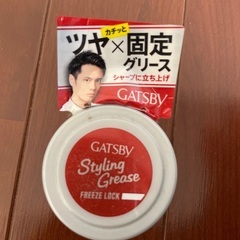 カチッと
ツヤ×固定
グリース
シャープに立ち上げ
GATSBY
GATSBY
Styling Grease
FREEZE LOCK